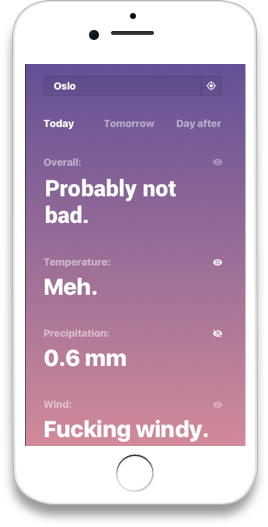 Oslo
Today Tomorrow Day after
Overall:
Probably not
bad.
Temperature:
Meh.
Precipitation:
0.6 mm
Wind:
Fucking windy.